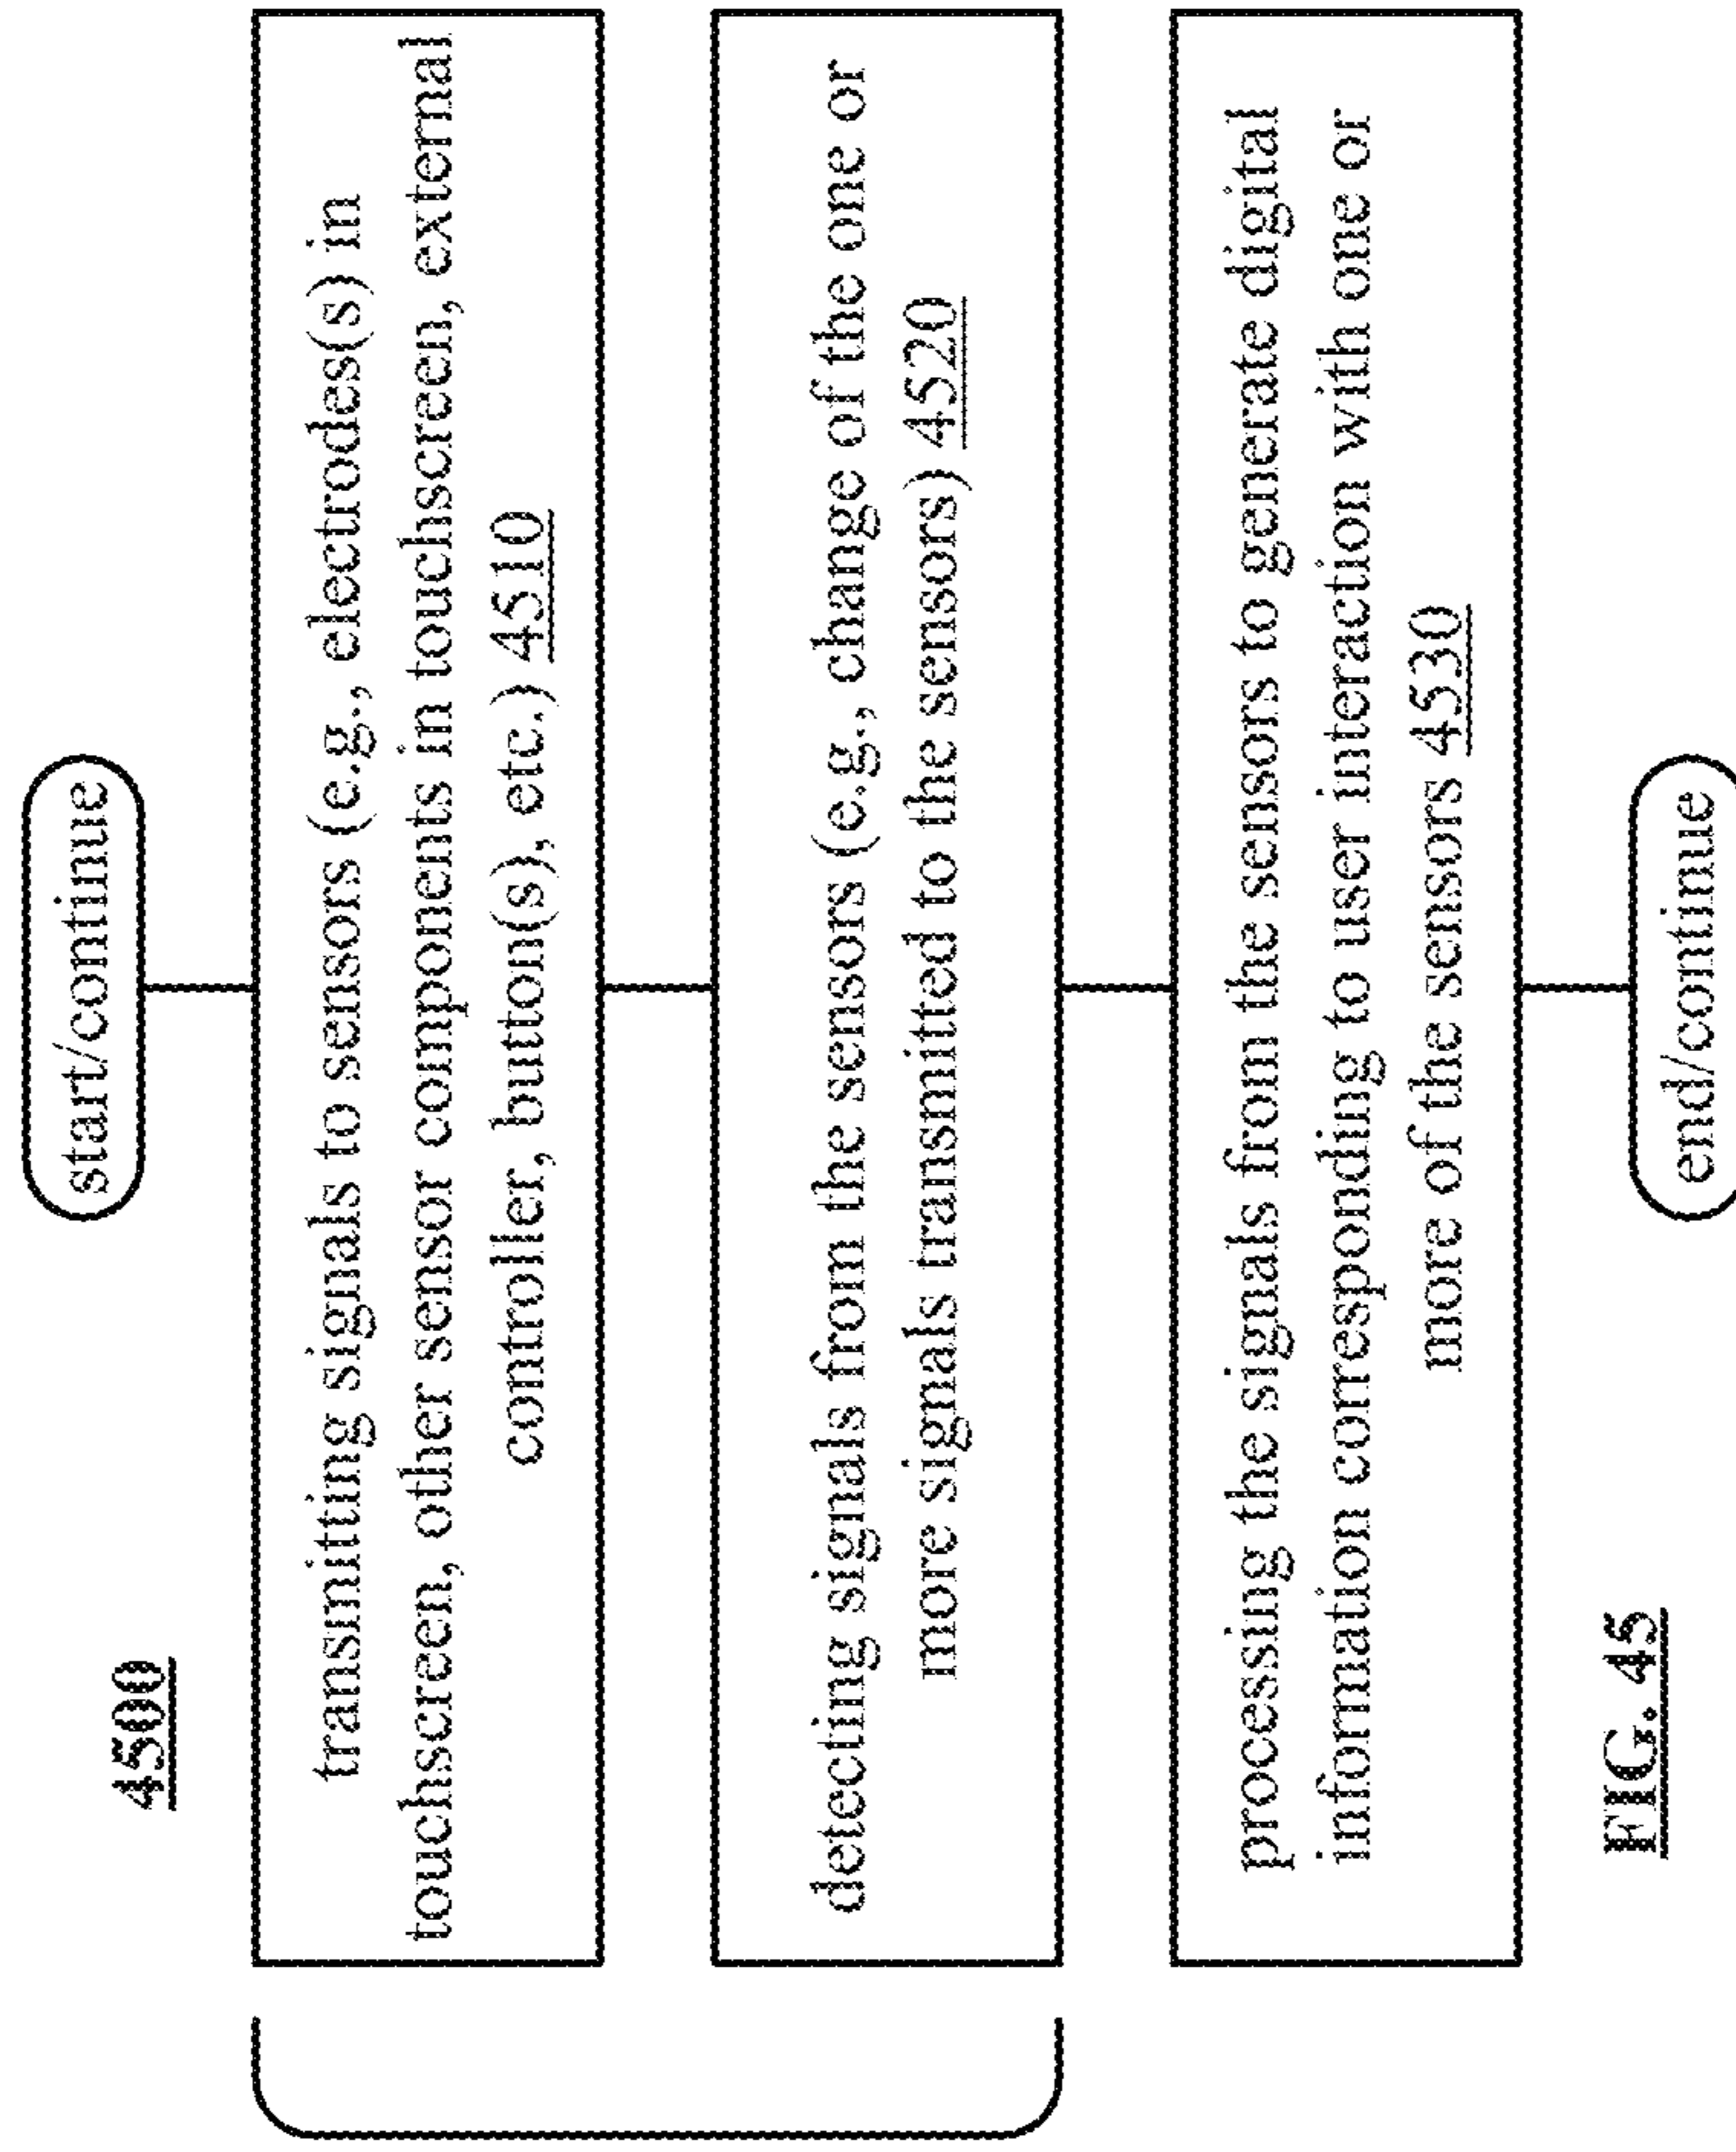 4500
start/continue
transmitting signals to sensors (e.g., electrodes(s) in
touchscreen, other sensor components in touchscreen, external
controller, button(s), etc.) 4510
detecting signals from the sensors (e.g., change of the one or
more signals transmitted to the sensors) 4520
processing the signals from the sensors to generate digital
information corresponding to user interaction with one or
more of the sensors 4530
end/continue
FIG. 45